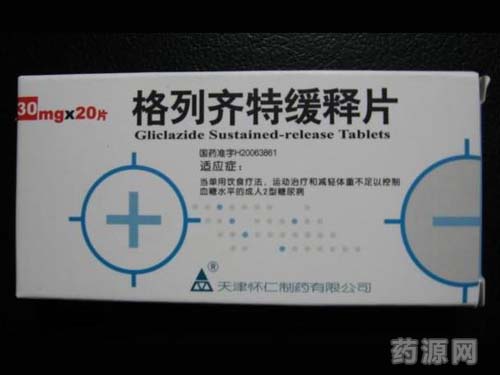 30mgx20片
格列齐特缓释片
Gliclazide Sustained-release Tablets
国药准字H20063861
适应症：
当单用饮食疗法、运动治疗和减轻体重不足以控制
血糖水平的成人2型糖尿病
®
天津怀仁制药有限公司
药源网